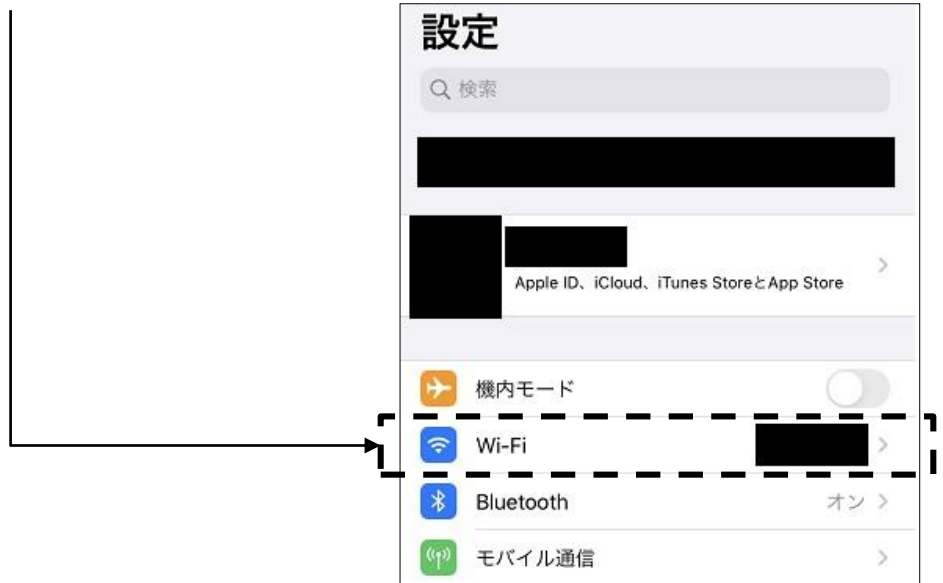 設定
検索
Apple ID、iCloud、iTunes StoreとApp Store
機内モード
Wi-Fi
Bluetooth オン
モバイル通信